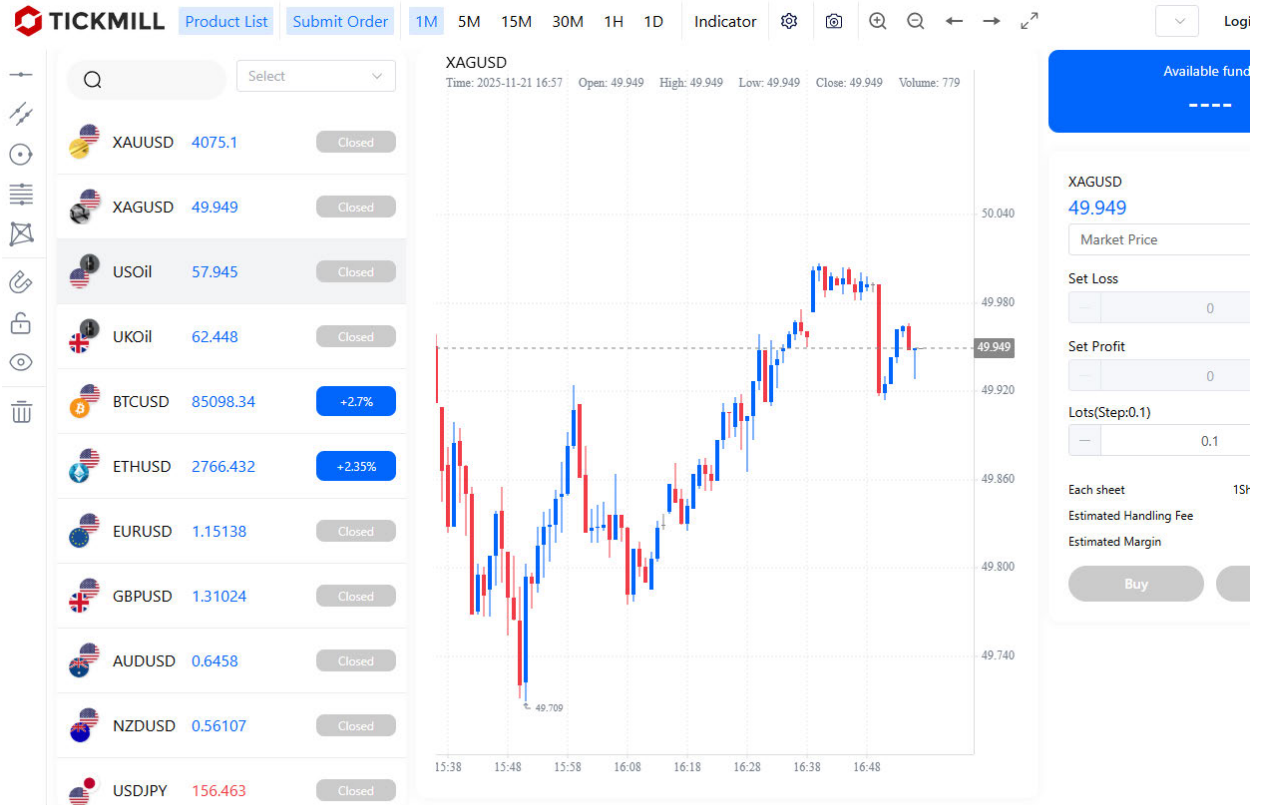 TICKMILL Product List Submit Order 1M 5M 15M 30M 1H 1D Indicator Logi
Select
XAUUSD 4075.1 Closed
XAGUSD 49.949 Closed
USOil 57.945 Closed
UKOil 62.448 Closed
BTCUSD 85098.34 +2.7%
ETHUSD 2766.432 +2.35%
EURUSD 1.15138 Closed
GBPUSD 1.31024 Closed
AUDUSD 0.6458 Closed
NZDUSD 0.56107 Closed
USDJPY 156.463 Closed
XAGUSD
Time: 2025-11-21 16:57 Open: 49.949 High: 49.949 Low: 49.949 Close: 49.949 Volume: 779
50.040
49.980
49.949
49.920
49.860
49.800
49.740
49.709
15:38 15:48 15:58 16:08 16:18 16:28 16:38 16:48
Available fund
----
XAGUSD
49.949
Market Price
Set Loss
0
Set Profit
0
Lots(Step:0.1)
0.1
Each sheet 1Sh
Estimated Handling Fee
Estimated Margin
Buy